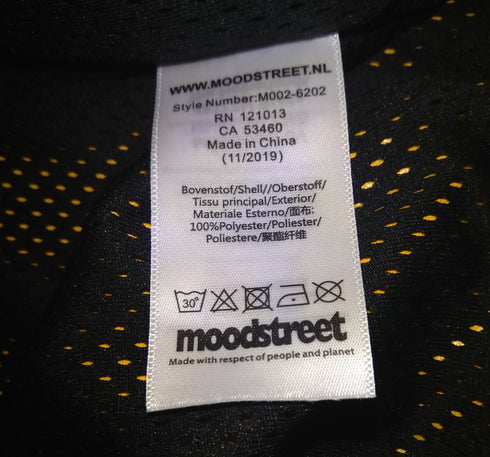 WWW.MOODSTREET.NL
Style Number:M002-6202
RN 121013
CA 53460
Made in China
(11/2019)
Bovenstof/Shell//Oberstoff/
Tissu principal/Exterior/
Materiale Esterno/面布:
100%Polyester/Poliester/
Poliestere/聚酯纤维
30°
moodstreet
Made with respect of people and planet